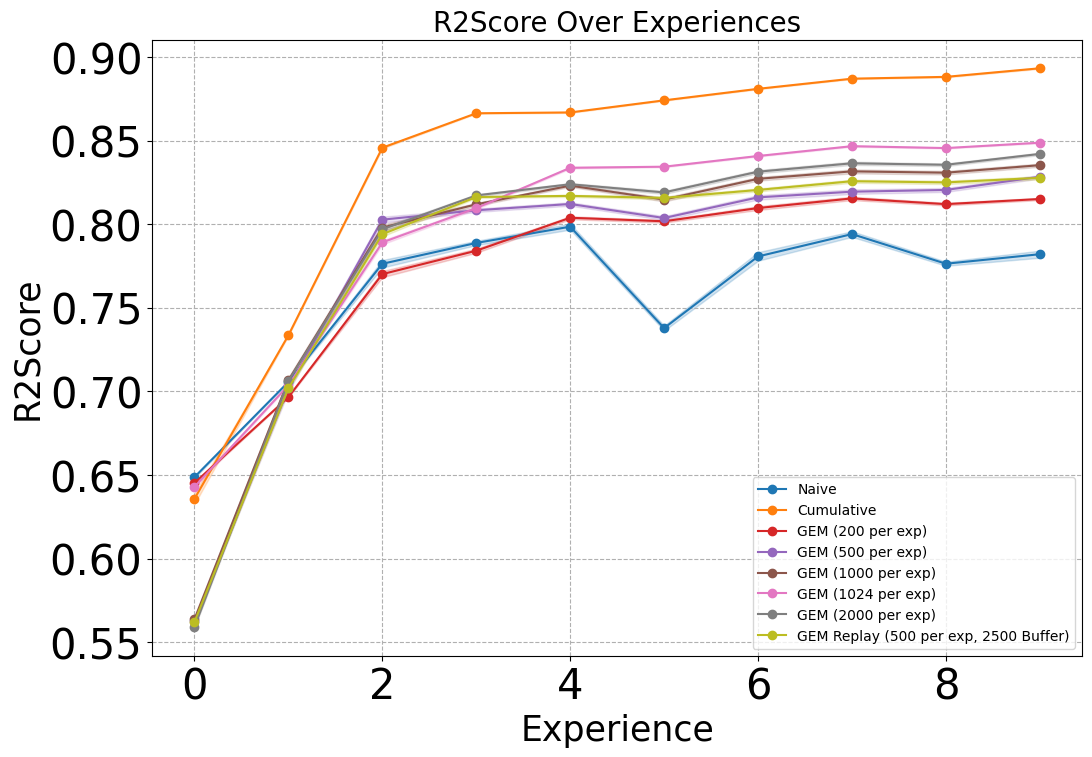 R2Score Over Experiences
R2Score
0.90
0.85
0.80
0.75
0.70
0.65
0.60
0.55
0
2
4
6
8
Experience
Naive
Cumulative
GEM (200 per exp)
GEM (500 per exp)
GEM (1000 per exp)
GEM (1024 per exp)
GEM (2000 per exp)
GEM Replay (500 per exp, 2500 Buffer)